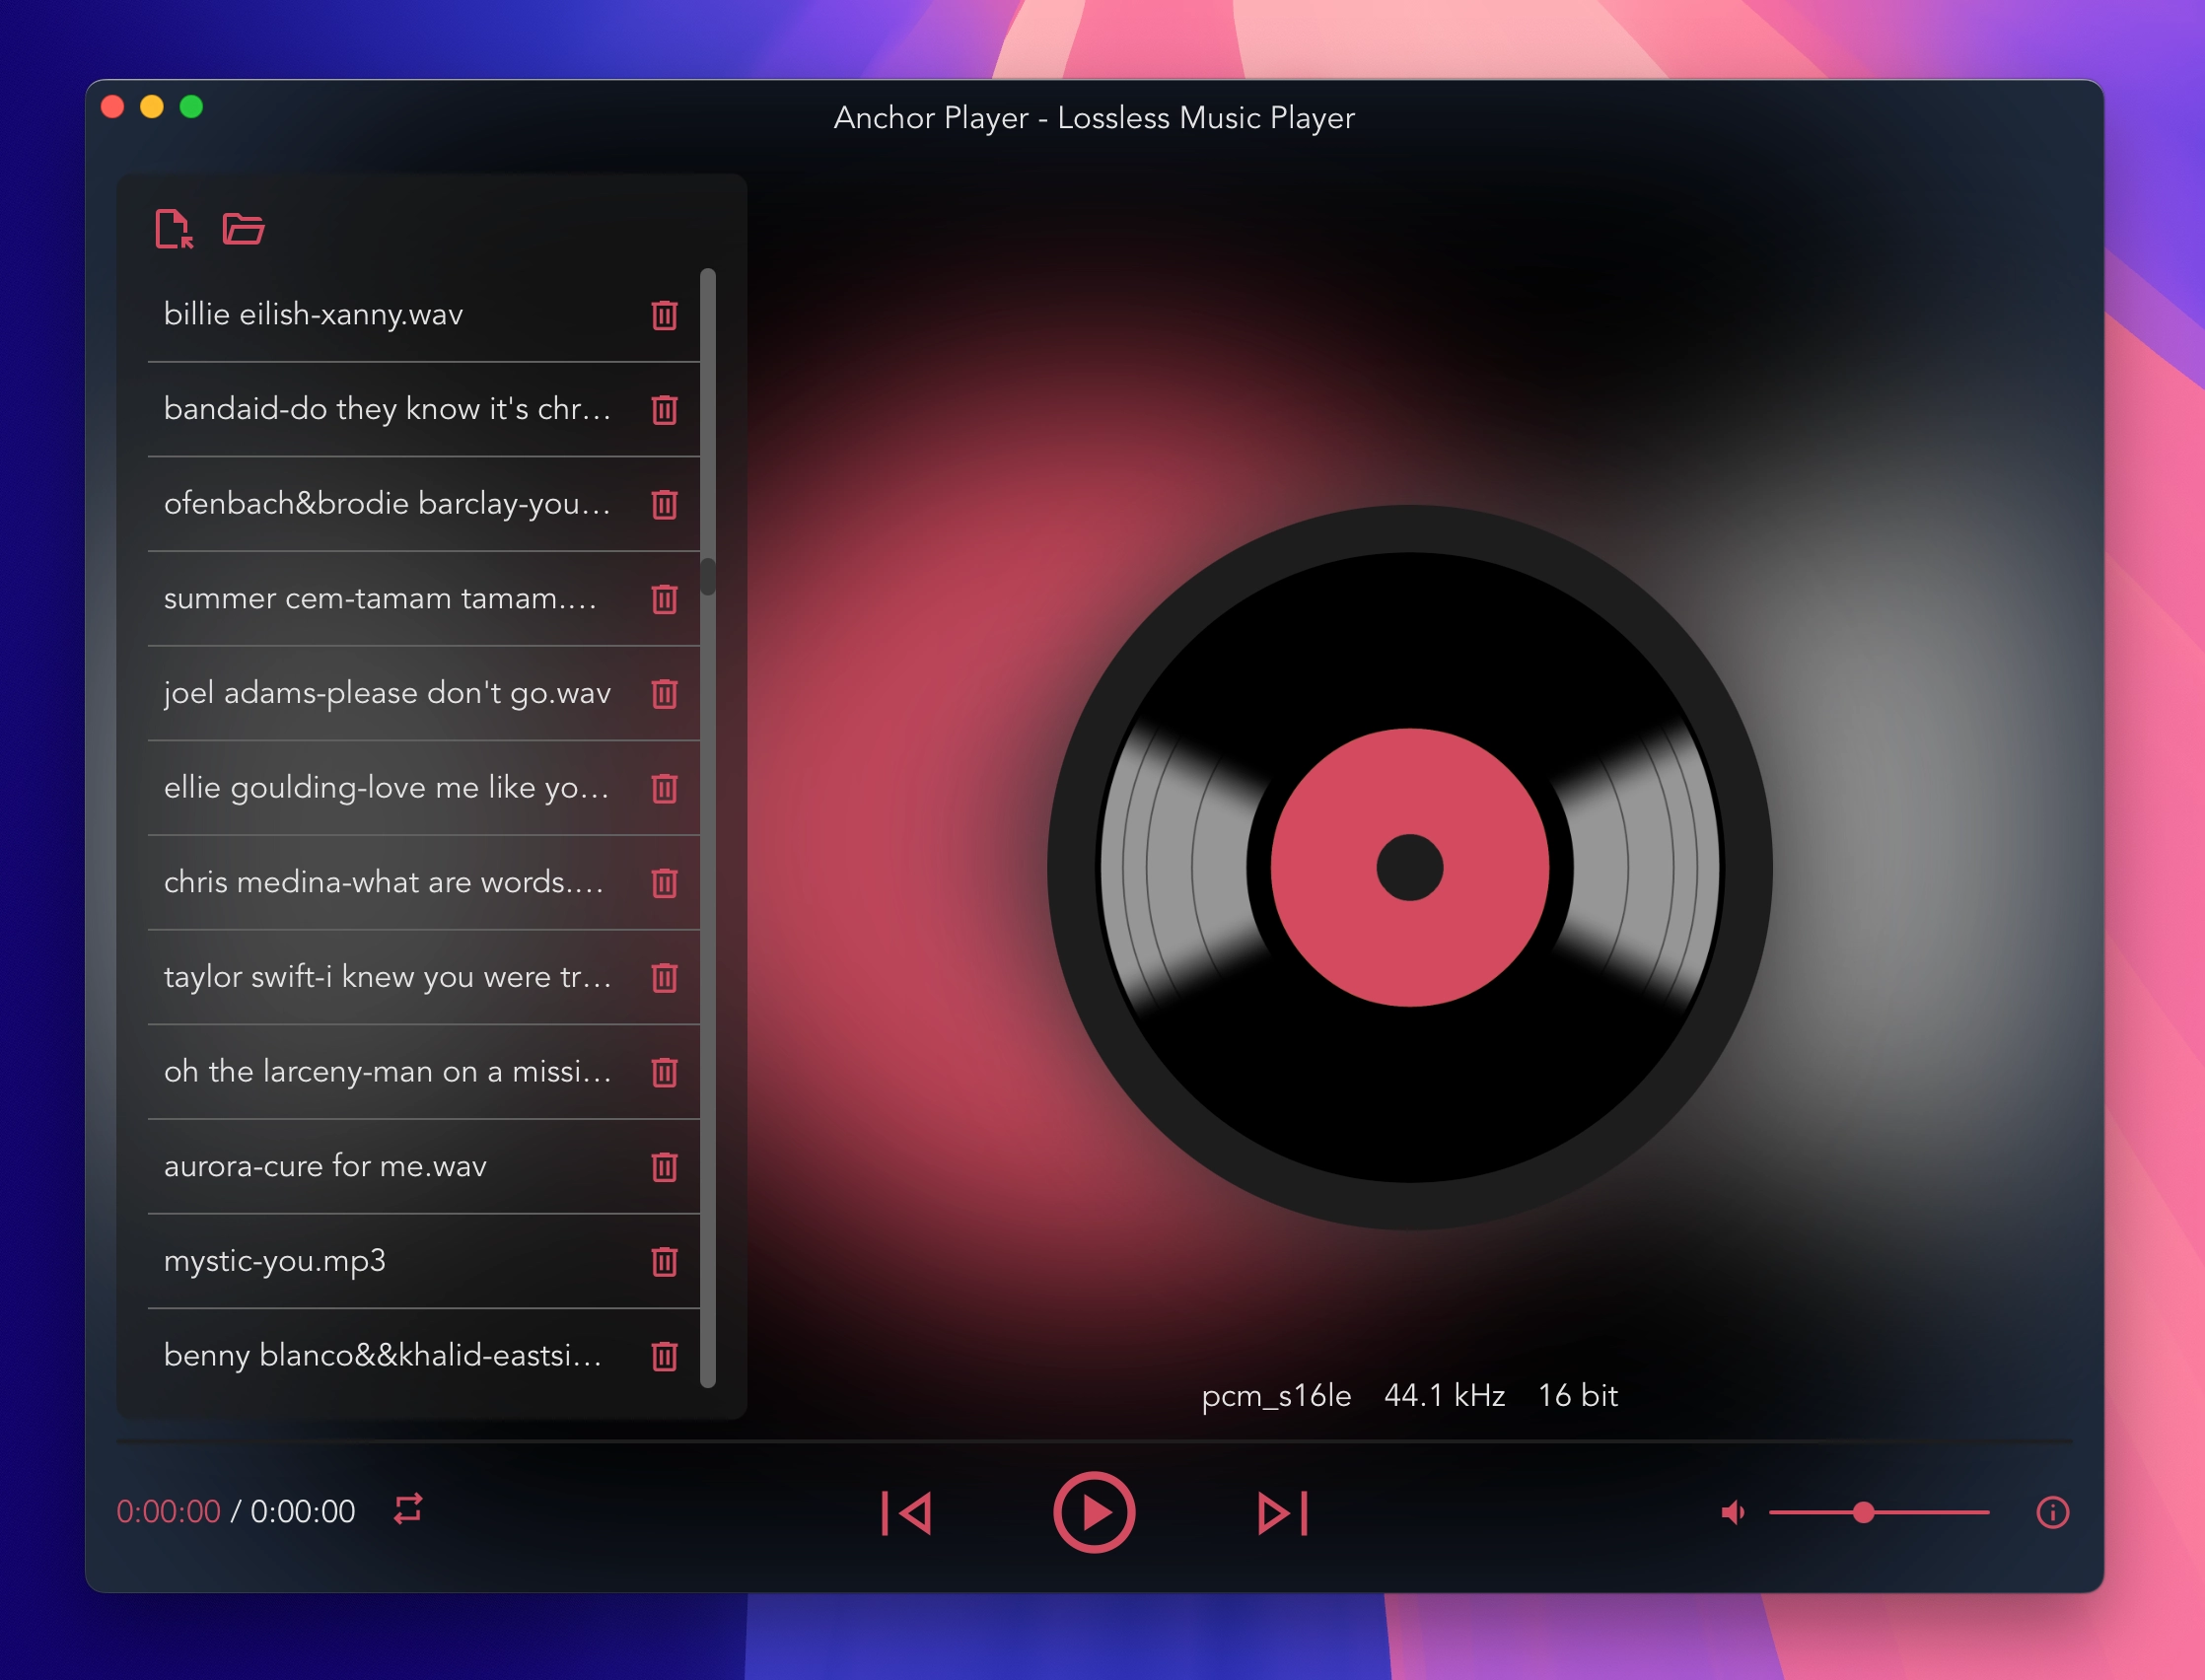 Anchor Player - Lossless Music Player
billie eilish-xanny.wav
bandaid-do they know it's chr...
ofenbach&brodie barclay-you...
summer cem-tamam tamam....
joel adams-please don't go.wav
ellie goulding-love me like yo...
chris medina-what are words....
taylor swift-i knew you were tr...
oh the larceny-man on a missi...
aurora-cure for me.wav
mystic-you.mp3
benny blanco&&khalid-eastsi...
pcm_s16le 44.1 kHz 16 bit
0:00:00 / 0:00:00